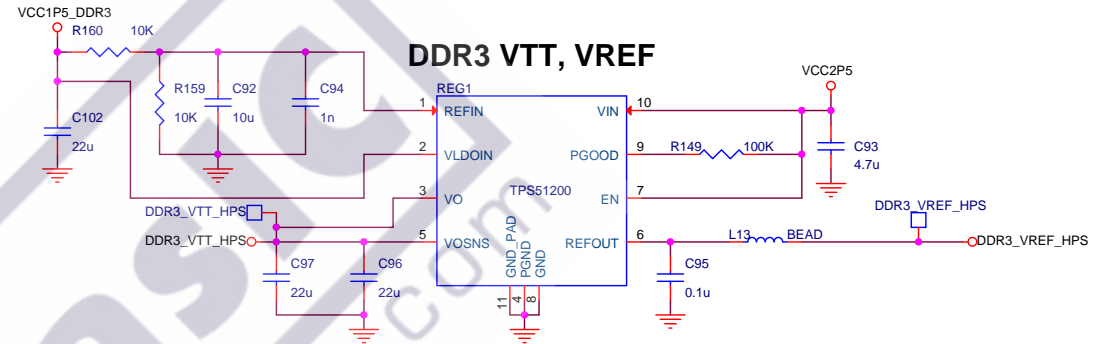 VCC1P5_DDR3
R160 10K
DDR3 VTT, VREF
VCC2P5
R159
10K
C92
10u
C94
1n
C102
22u
REG1
1 REFIN
2 VLDOIN
3 VO
5 VOSNS
TPS51200
VIN 10
PGOOD 9
EN 7
REFOUT 6
GND_PAD
PGND
GND
11
4
8
R149 100K
C93
4.7u
DDR3_VTT_HPS
DDR3_VTT_HPS
C97
22u
C96
22u
DDR3_VREF_HPS
L13 BEAD
DDR3_VREF_HPS
C95
0.1u
asic
com